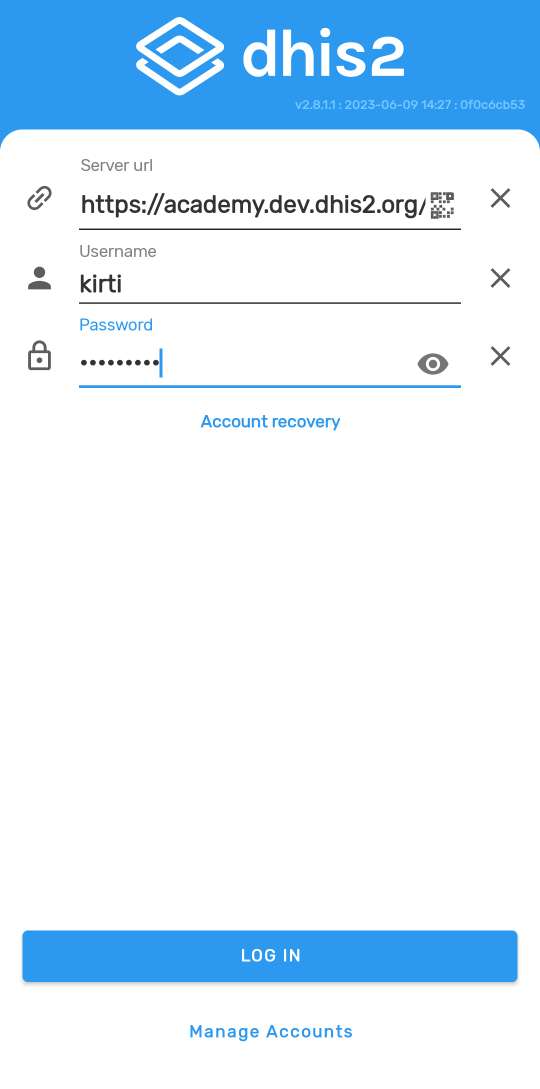 dhis2
v2.8.1.1 : 2023-06-09 14:27 : 0f0c6cb53
Server url
https://academy.dev.dhis2.org/
Username
kirti
Password
•••••••••
Account recovery
LOG IN
Manage Accounts